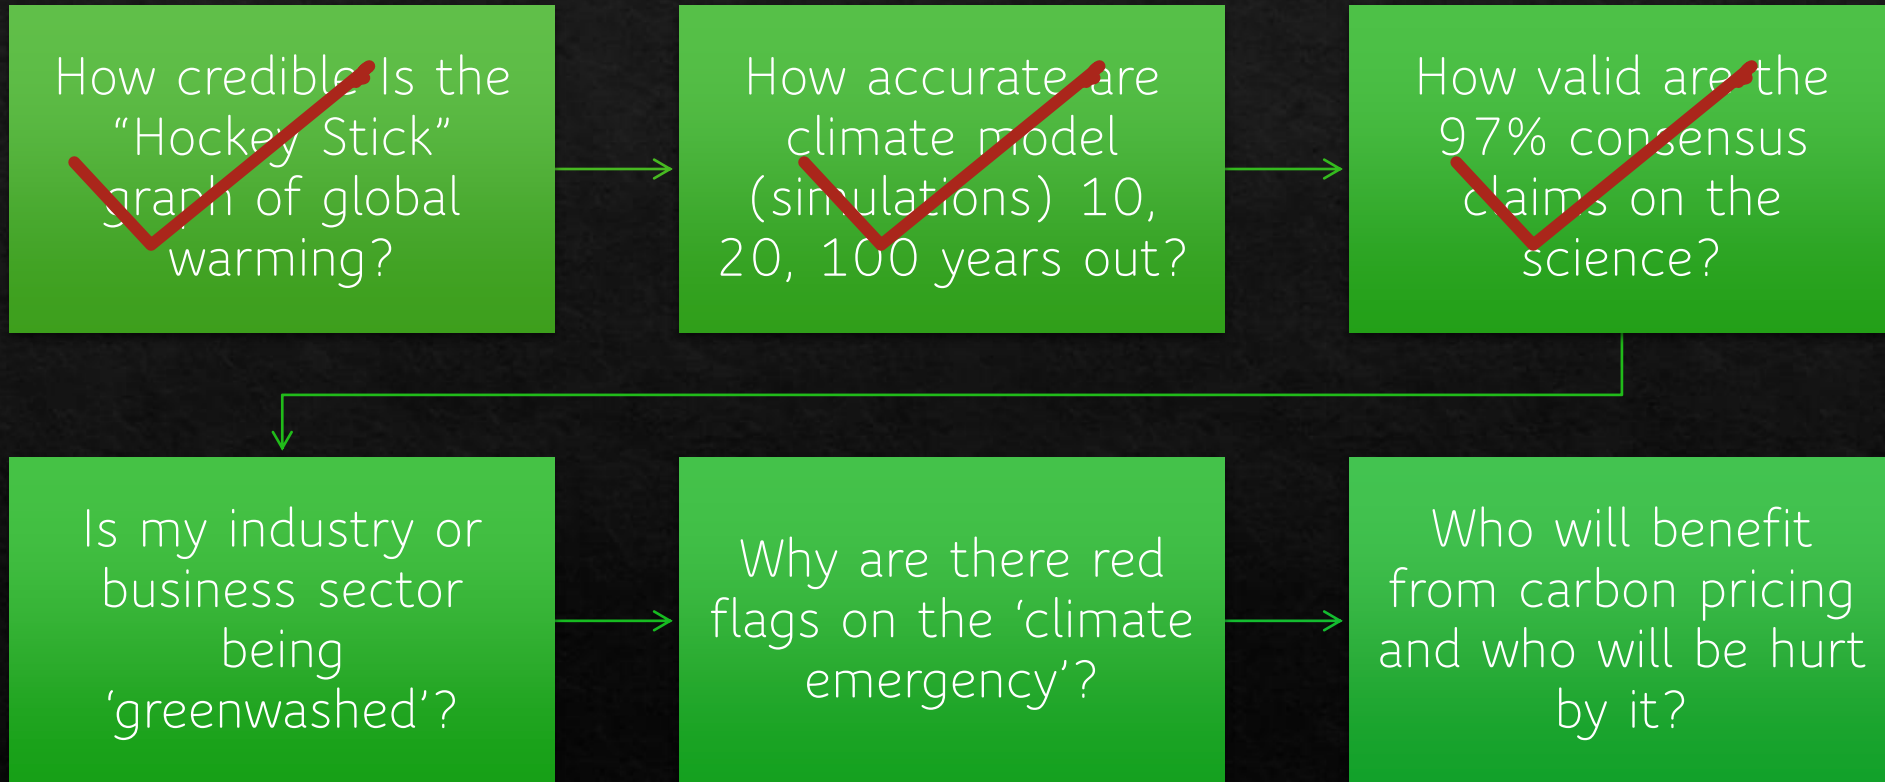 How credible Is the
“Hockey Stick”
graph of global
warming?
How accurate are
climate model
(simulations) 10,
20, 100 years out?
How valid are the
97% consensus
claims on the
science?
Is my industry or
business sector
being
‘greenwashed’?
Why are there red
flags on the ‘climate
emergency’?
Who will benefit
from carbon pricing
and who will be hurt
by it?